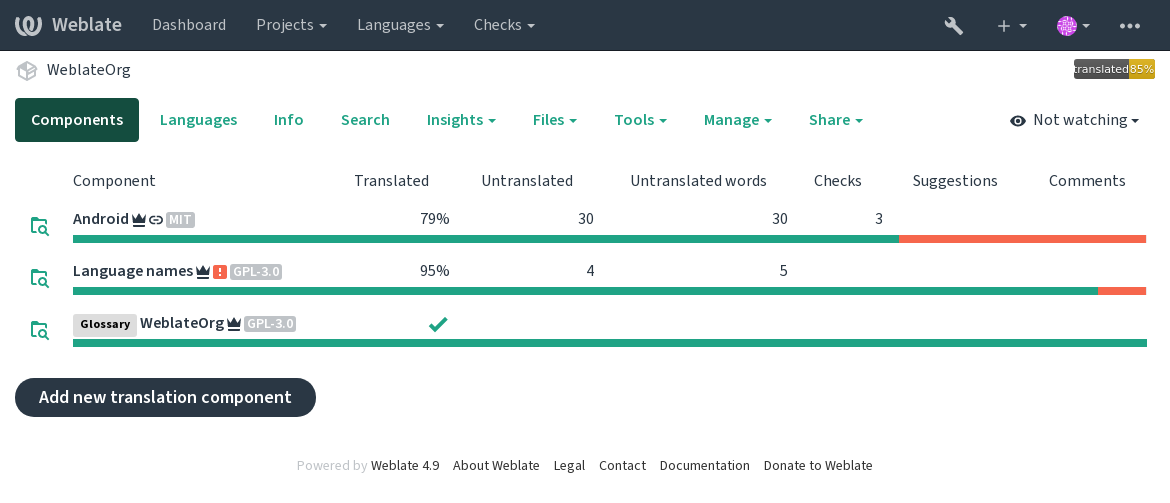 Weblate Dashboard Projects Languages Checks
WeblateOrg translated 85%
Components Languages Info Search Insights Files Tools Manage Share Not watching
Component Translated Untranslated Untranslated words Checks Suggestions Comments
Android MIT 79% 30 30 3
Language names GPL-3.0 95% 4 5
Glossary WeblateOrg GPL-3.0
Add new translation component
Powered by Weblate 4.9 About Weblate Legal Contact Documentation Donate to Weblate